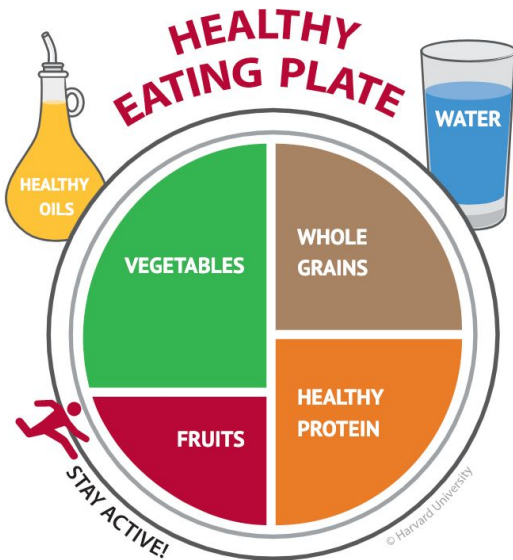 HEALTHY
EATING PLATE
HEALTHY
OILS
WATER
VEGETABLES
WHOLE
GRAINS
FRUITS
HEALTHY
PROTEIN
STAY ACTIVE!
© Harvard University